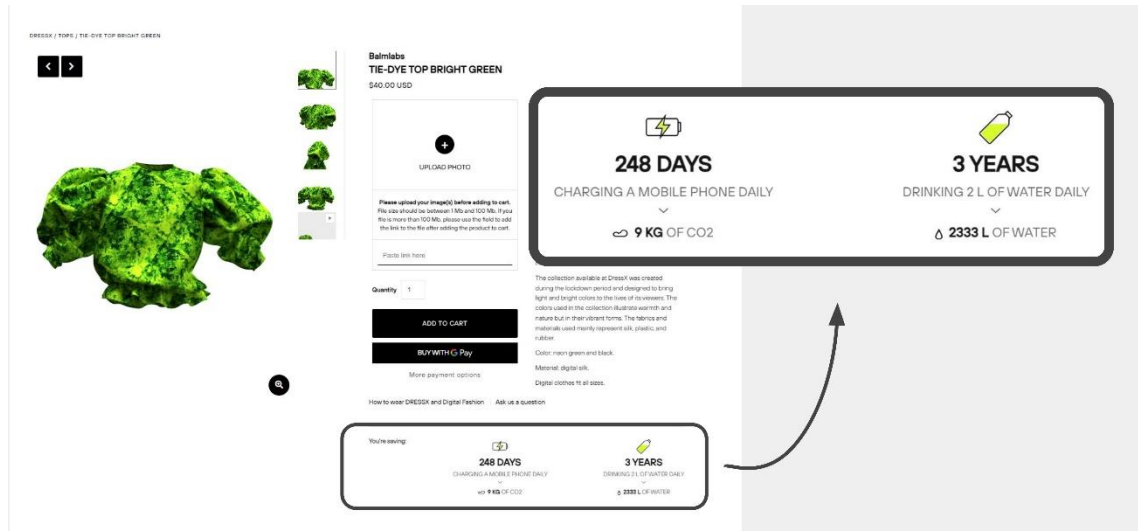 DRESSX / TOPS / TIE-DYE TOP BRIGHT GREEN
Balmlabs
TIE-DYE TOP BRIGHT GREEN
$40.00 USD
UPLOAD PHOTO
Please upload your image(s) before adding to cart.
File size should be between 1 Mb and 100 Mb. If you
file is more than 100 Mb, please use the field to add
the link to the file after adding the product to cart.
Paste link here
Quantity 1
ADD TO CART
BUY WITH G Pay
More payment options
How to wear DRESSX and Digital Fashion Ask us a question
The collection available at DressX was created
during the lockdown period and designed to bring
light and bright colors to the lives of its viewers. The
colors used in the collection illustrate warmth and
nature but in their vibrant forms. The fabrics and
materials used mainly represent silk, plastic, and
rubber.
Color: neon green and black.
Material: digital silk.
Digital clothes fit all sizes.
You're saving:
248 DAYS
CHARGING A MOBILE PHONE DAILY
9 KG OF CO2
3 YEARS
DRINKING 2 L OF WATER DAILY
2333 L OF WATER
248 DAYS
CHARGING A MOBILE PHONE DAILY
9 KG OF CO2
3 YEARS
DRINKING 2 L OF WATER DAILY
2333 L OF WATER